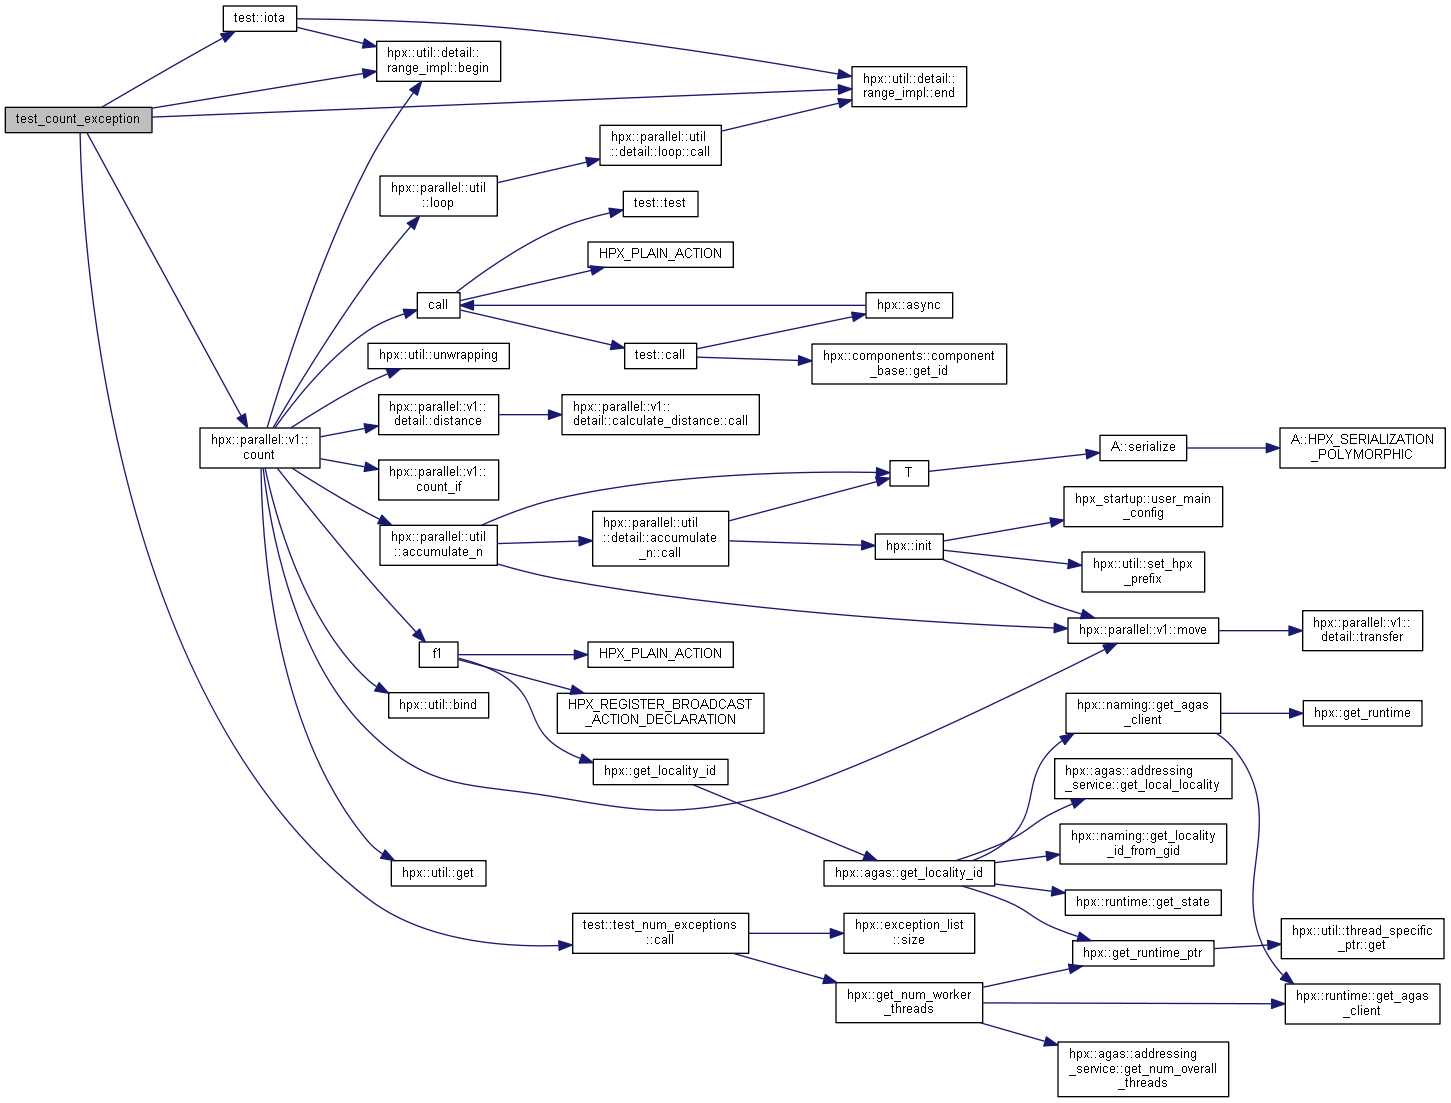 test::iota
hpx::util::detail::
range_impl::begin
hpx::util::detail::
range_impl::end
test_count_exception
hpx::parallel::util
::detail::loop::call
hpx::parallel::util
::loop
test::test
HPX_PLAIN_ACTION
call
hpx::async
hpx::util::unwrapping
test::call
hpx::components::component
_base::get_id
hpx::parallel::v1::
detail::distance
hpx::parallel::v1::
detail::calculate_distance::call
hpx::parallel::v1::
count
hpx::parallel::v1::
count_if
T
A::serialize
A::HPX_SERIALIZATION
_POLYMORPHIC
hpx::parallel::util
::accumulate_n
hpx::parallel::util
::detail::accumulate
_n::call
hpx::init
hpx_startup::user_main
_config
hpx::util::set_hpx
_prefix
hpx::parallel::v1::move
hpx::parallel::v1::
detail::transfer
f1
HPX_PLAIN_ACTION
HPX_REGISTER_BROADCAST
_ACTION_DECLARATION
hpx::util::bind
hpx::get_locality_id
hpx::naming::get_agas
_client
hpx::get_runtime
hpx::agas::addressing
_service::get_local_locality
hpx::naming::get_locality
_id_from_gid
hpx::util::get
hpx::agas::get_locality_id
hpx::runtime::get_state
test::test_num_exceptions
::call
hpx::exception_list
::size
hpx::get_runtime_ptr
hpx::util::thread_specific
_ptr::get
hpx::get_num_worker
_threads
hpx::runtime::get_agas
_client
hpx::agas::addressing
_service::get_num_overall
_threads